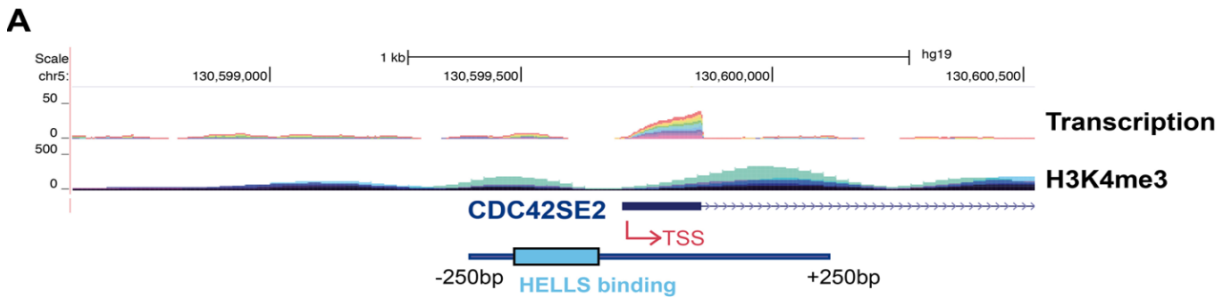 A
Scale
1 kb
hg19
chr5:
130,599,000
130,599,500
130,600,000
130,600,500
50
0
Transcription
500
0
H3K4me3
CDC42SE2
TSS
-250bp
HELLS binding
+250bp